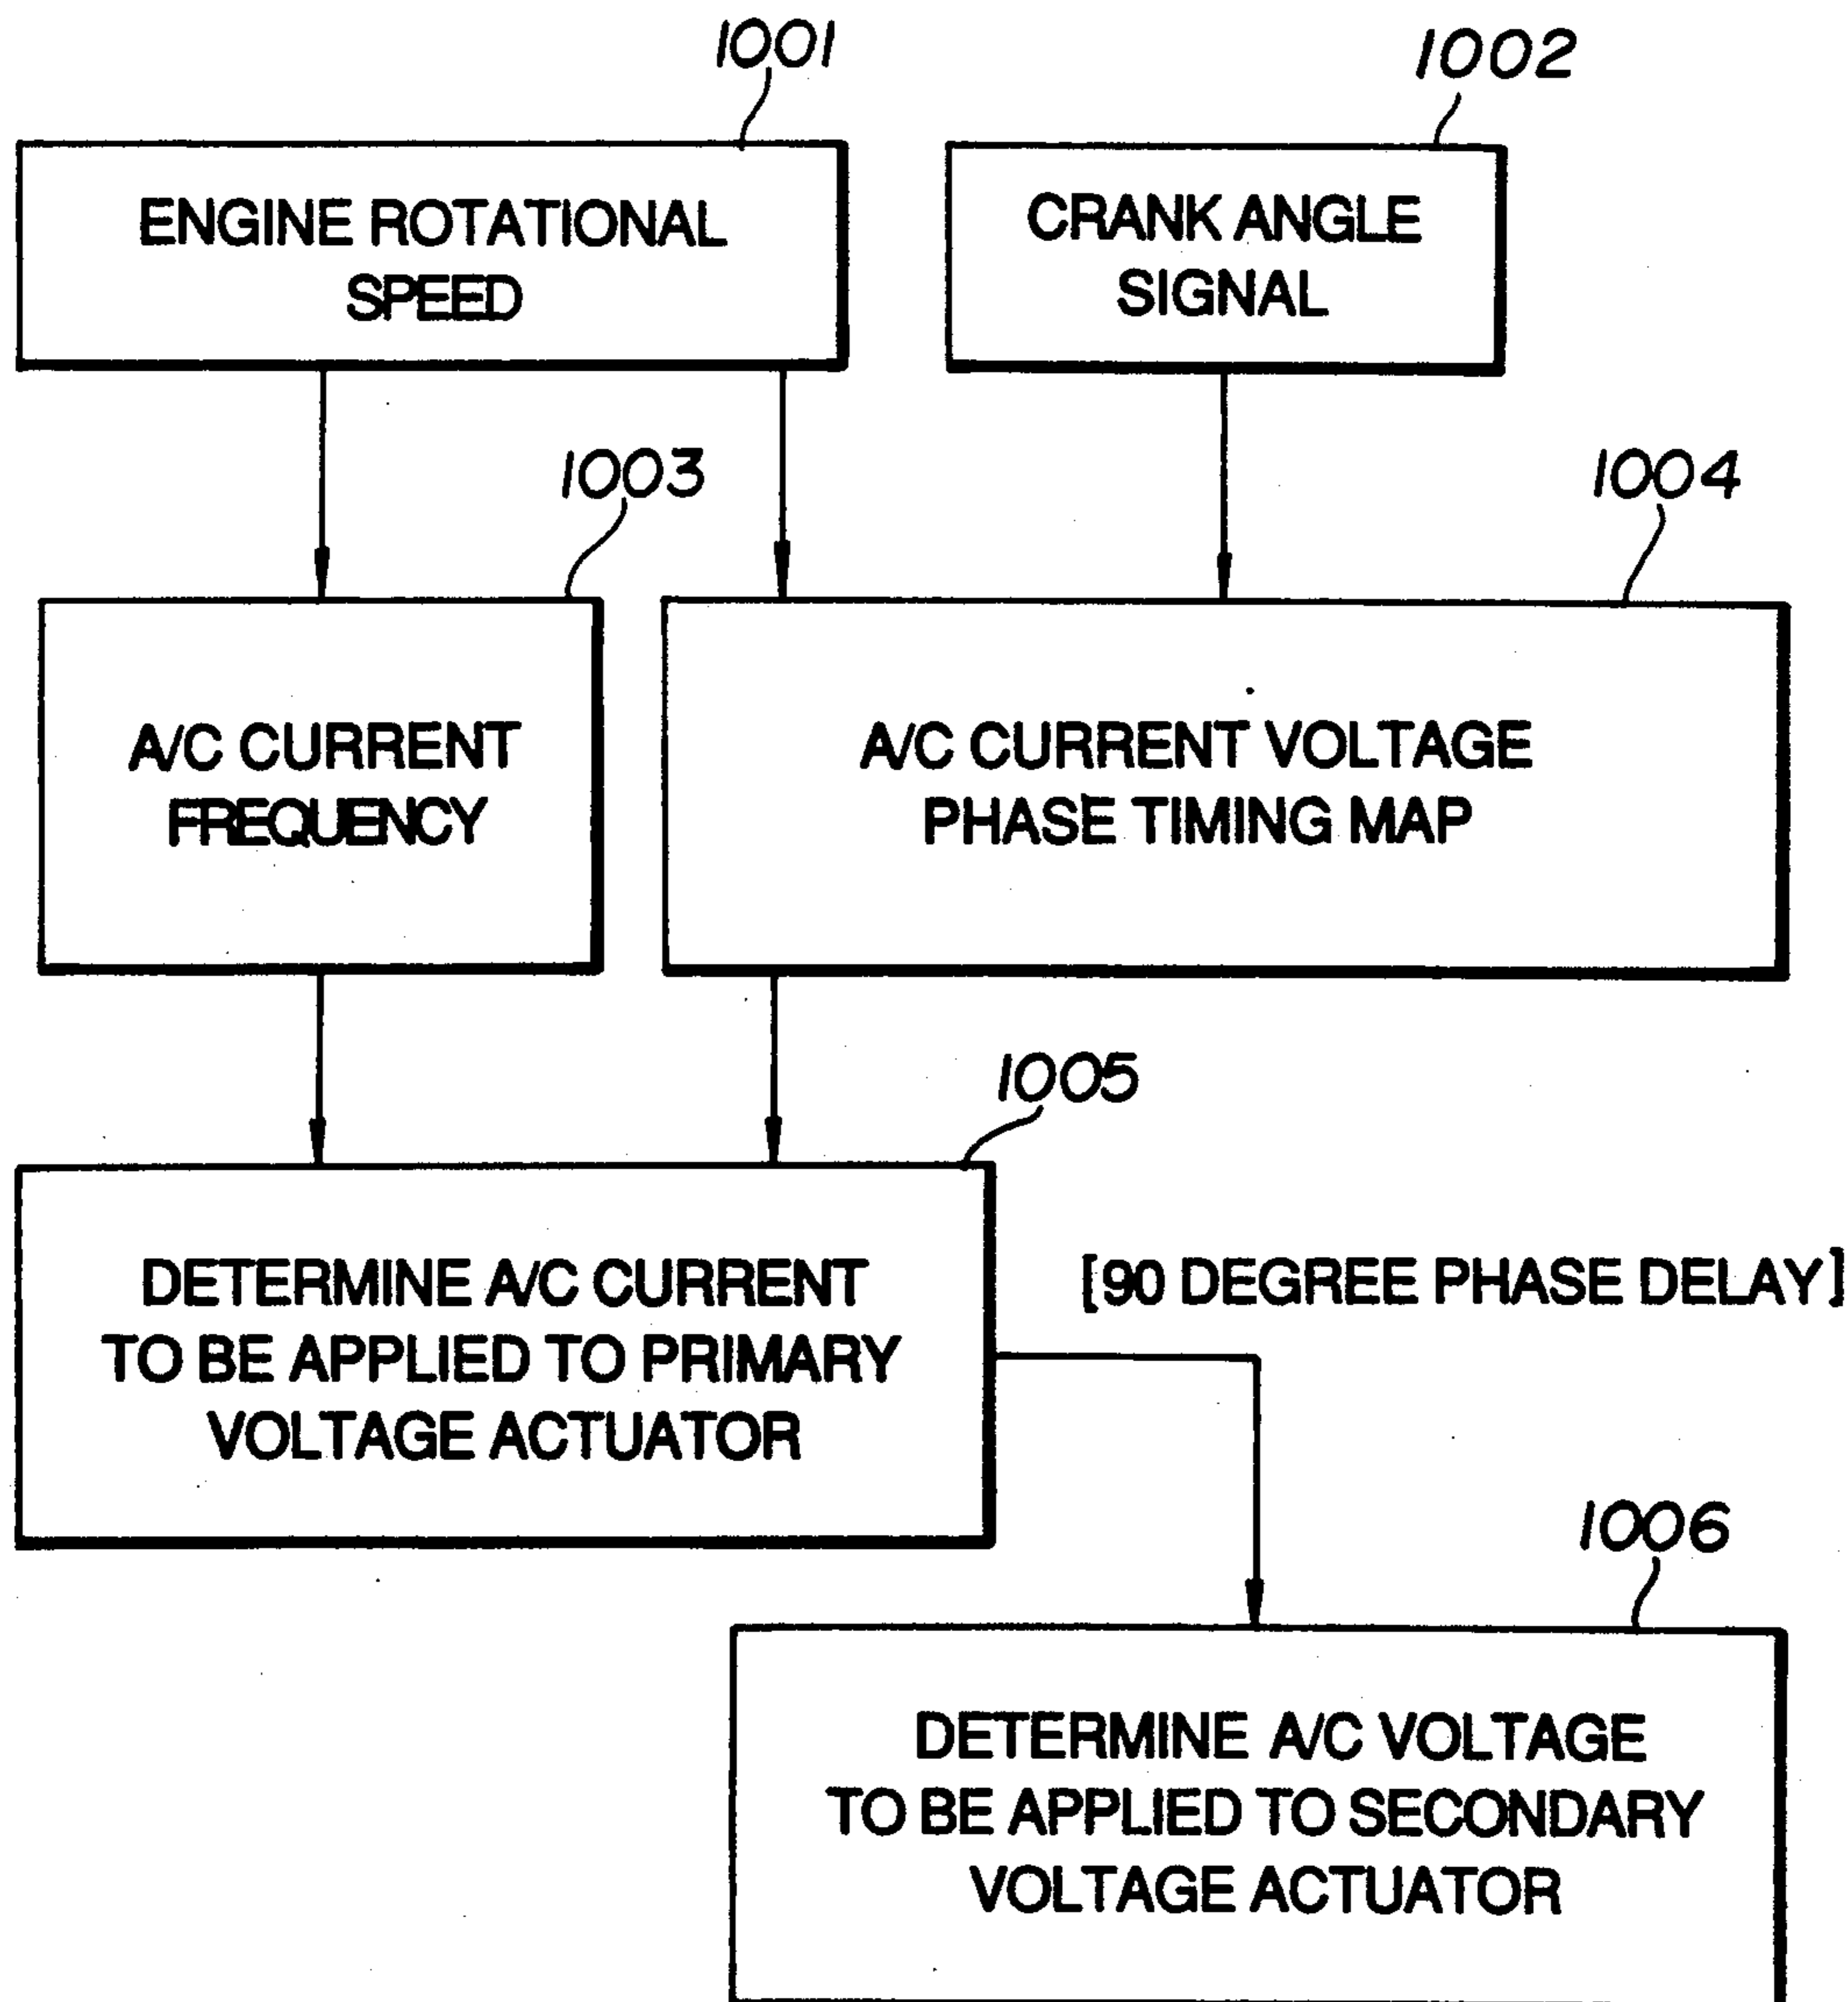 1001
1002
ENGINE ROTATIONAL
SPEED
CRANK ANGLE
SIGNAL
1003
1004
A/C CURRENT
FREQUENCY
A/C CURRENT VOLTAGE
PHASE TIMING MAP
1005
DETERMINE A/C CURRENT
TO BE APPLIED TO PRIMARY
VOLTAGE ACTUATOR
[90 DEGREE PHASE DELAY]
1006
DETERMINE A/C VOLTAGE
TO BE APPLIED TO SECONDARY
VOLTAGE ACTUATOR